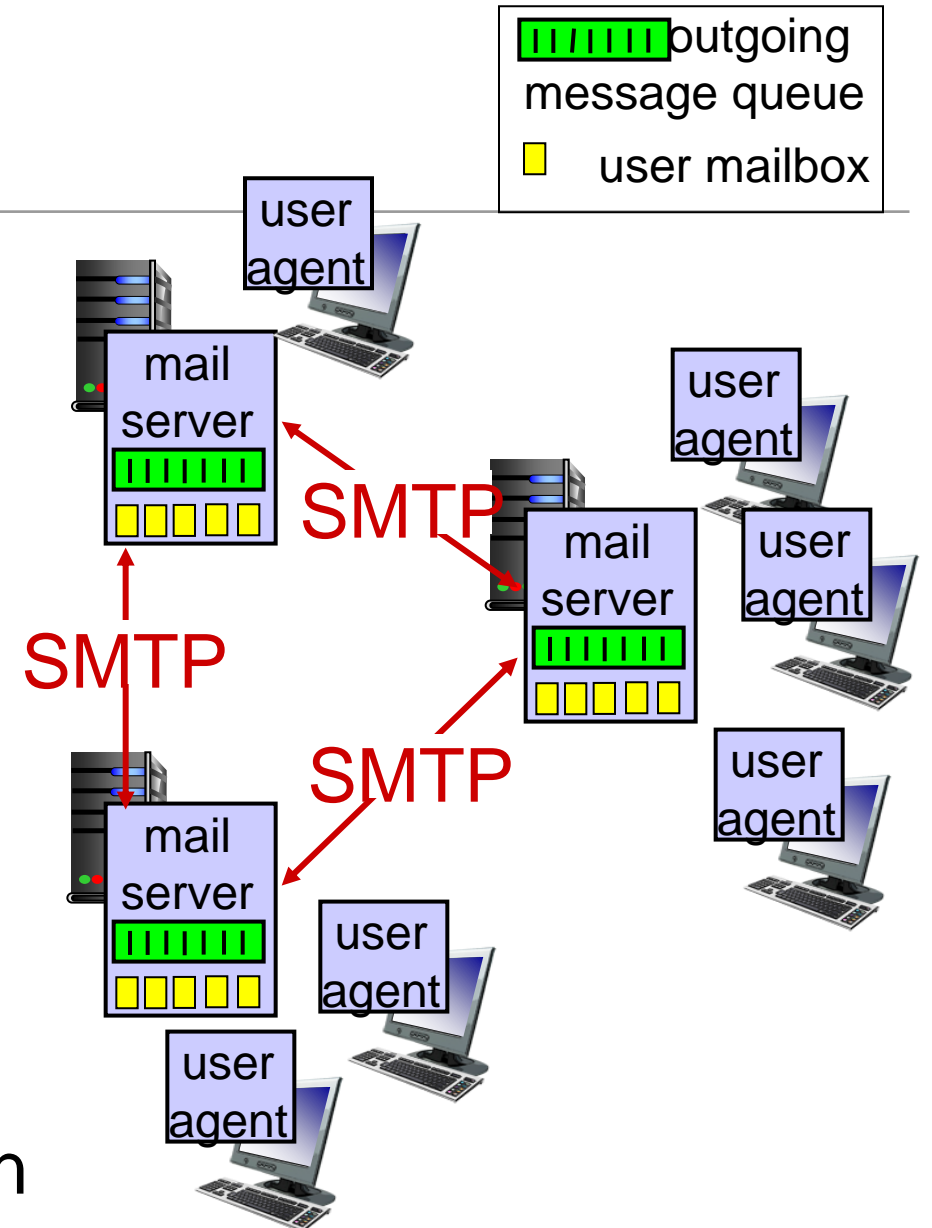 outgoing
message queue
user mailbox
user
agent
mail
server
user
agent
SMTP
mail
server
user
agent
SMTP
SMTP
user
agent
mail
server
user
agent
user
agent
n